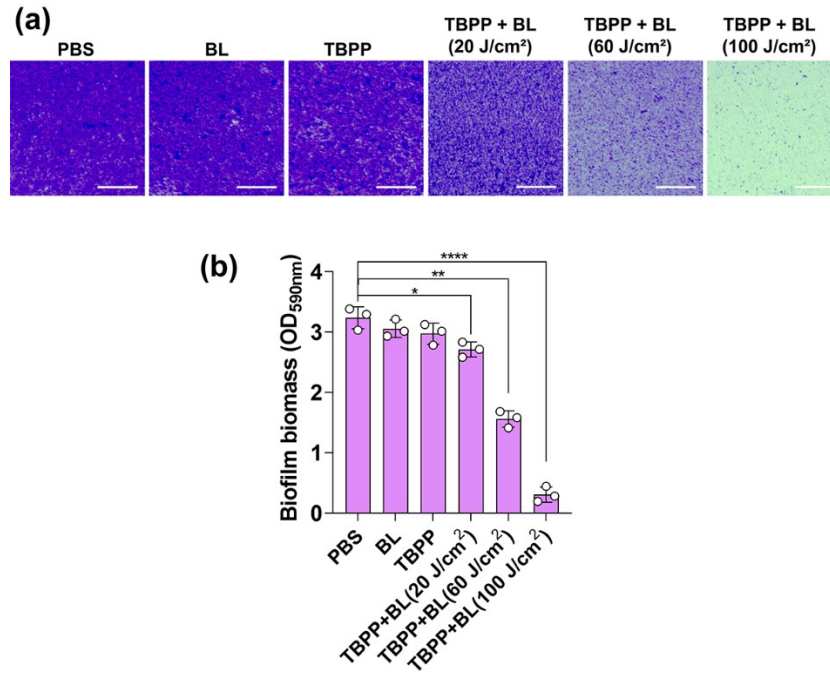 (a)
PBS
BL
TBPP
TBPP + BL
(20 J/cm²)
TBPP + BL
(60 J/cm²)
TBPP + BL
(100 J/cm²)
(b)
****
**
*
Biofilm biomass (OD590nm)
4
3
2
1
0
PBS
BL
TBPP
TBPP+BL(20 J/cm²)
TBPP+BL(60 J/cm²)
TBPP+BL(100 J/cm²)